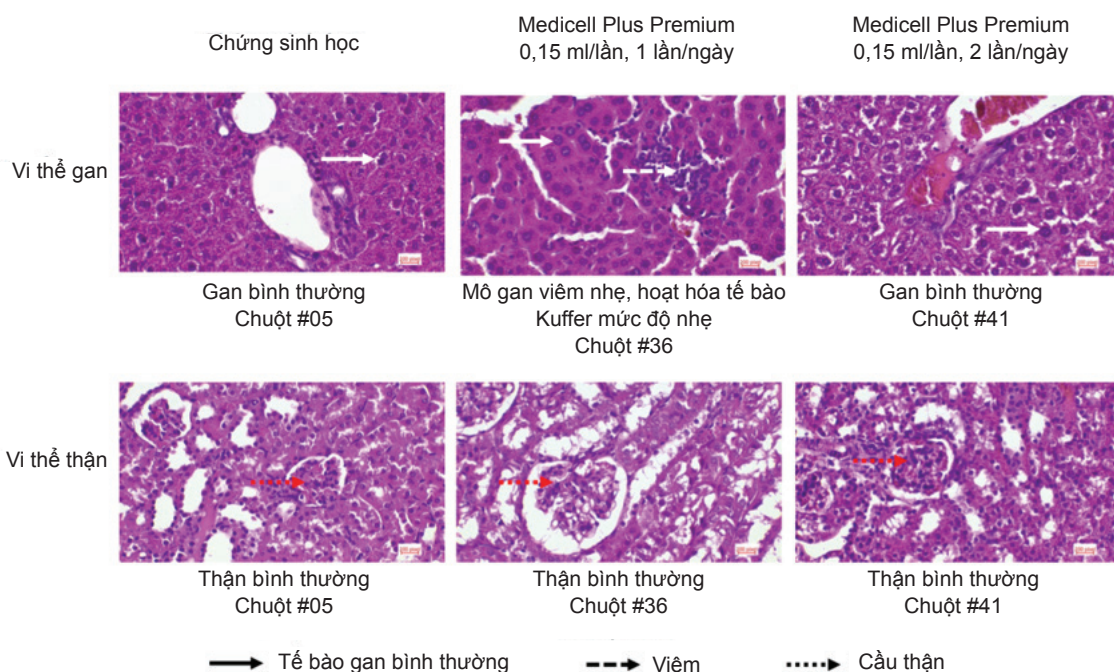 Chứng sinh học
Medicell Plus Premium
0,15 ml/lần, 1 lần/ngày
Medicell Plus Premium
0,15 ml/lần, 2 lần/ngày
Vi thể gan
Gan bình thường
Chuột #05
Mô gan viêm nhẹ, hoạt hóa tế bào
Kuffer mức độ nhẹ
Chuột #36
Gan bình thường
Chuột #41
Vi thể thận
Thận bình thường
Chuột #05
Thận bình thường
Chuột #36
Thận bình thường
Chuột #41
Tế bào gan bình thường
Viêm
Cầu thận